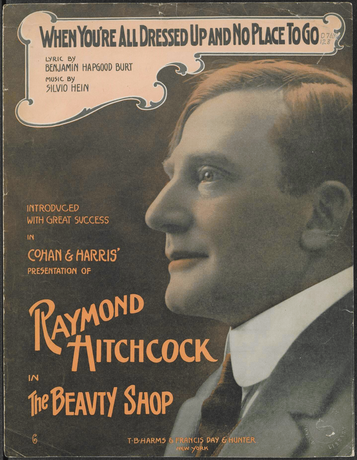 WHEN YOU'RE ALL DRESSED UP AND NO PLACE TO GO
LYRIC BY
BENJAMIN HAPGOOD BURT
MUSIC BY
SILVIO HEIN
INTRODUCED
WITH GREAT SUCCESS
IN
COHAN & HARRIS'
PRESENTATION OF
RAYMOND
HITCHCOCK
IN
The BEAUTY SHOP
T.B. HARMS & FRANCIS DAY & HUNTER
NEW-YORK